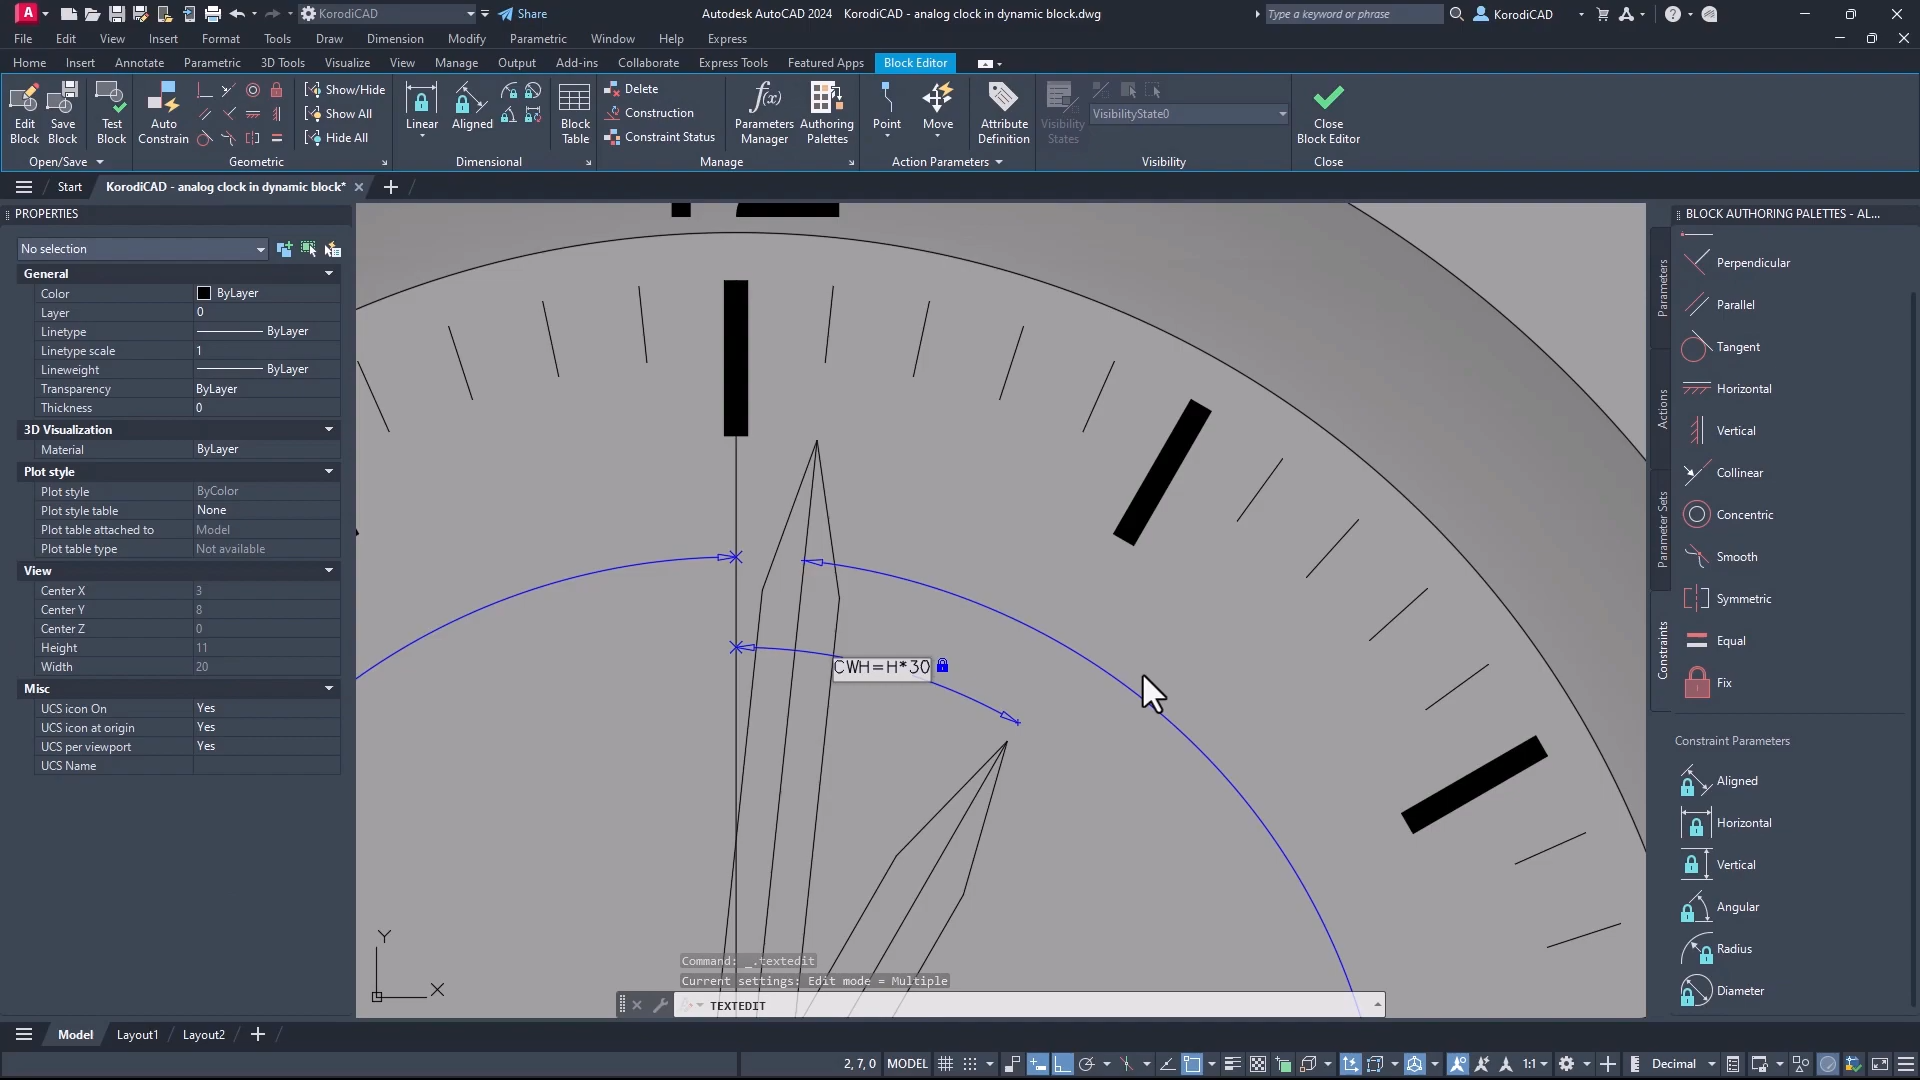 A
KorodiCAD
Share
Autodesk AutoCAD 2024 KorodiCAD - analog clock in dynamic block.dwg
Type a keyword or phrase
KorodiCAD
File Edit View Insert Format Tools Draw Dimension Modify Parametric Window Help Express
Home Insert Annotate Parametric 3D Tools Visualize View Manage Output Add-ins Collaborate Express Tools Featured Apps Block Editor
Edit Block
Save Block
Test Block
Auto Constrain
Show/Hide
Show All
Hide All
Linear
Aligned
Block Table
Delete
Construction
Constraint Status
f(x)
Parameters Manager
Authoring Palettes
Point
Move
Attribute Definition
Visibility States
VisibilityState0
Close Block Editor
Open/Save Geometric Dimensional Manage Action Parameters Visibility Close
Start KorodiCAD - analog clock in dynamic block*
PROPERTIES
No selection
General
Color ByLayer
Layer 0
Linetype ByLayer
Linetype scale 1
Lineweight ByLayer
Transparency ByLayer
Thickness 0
3D Visualization
Material ByLayer
Plot style
Plot style ByColor
Plot style table None
Plot table attached to Model
Plot table type Not available
View
Center X 3
Center Y 8
Center Z 0
Height 11
Width 20
Misc
UCS icon On Yes
UCS icon at origin Yes
UCS per viewport Yes
UCS Name
CWH=H*30
Y
X
Command: _.textedit
Current settings: Edit mode = Multiple
TEXTEDIT
BLOCK AUTHORING PALETTES - AL...
Parameters
Actions
Parameter Sets
Constraints
Perpendicular
Parallel
Tangent
Horizontal
Vertical
Collinear
Concentric
Smooth
Symmetric
Equal
Fix
Constraint Parameters
Aligned
Horizontal
Vertical
Angular
Radius
Diameter
Model Layout1 Layout2
2, 7, 0 MODEL 1:1 Decimal